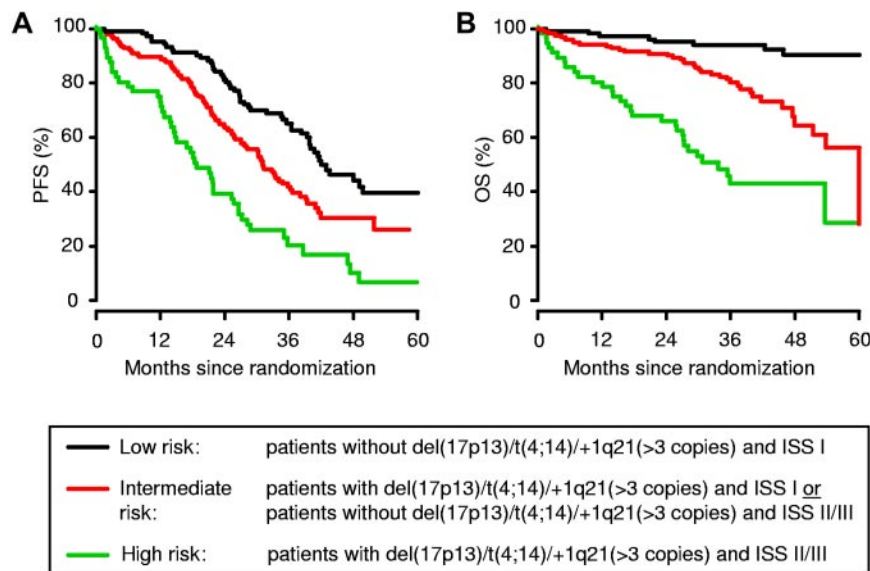 A
100
80
60
40
20
0
PFS (%)
0 12 24 36 48 60
Months since randomization
B
100
80
60
40
20
0
OS (%)
0 12 24 36 48 60
Months since randomization
Low risk: patients without del(17p13)/t(4;14)/+1q21(>3 copies) and ISS I
Intermediate patients with del(17p13)/t(4;14)/+1q21(>3 copies) and ISS I or
risk: patients without del(17p13)/t(4;14)/+1q21(>3 copies) and ISS II/III
High risk: patients with del(17p13)/t(4;14)/+1q21(>3 copies) and ISS II/III